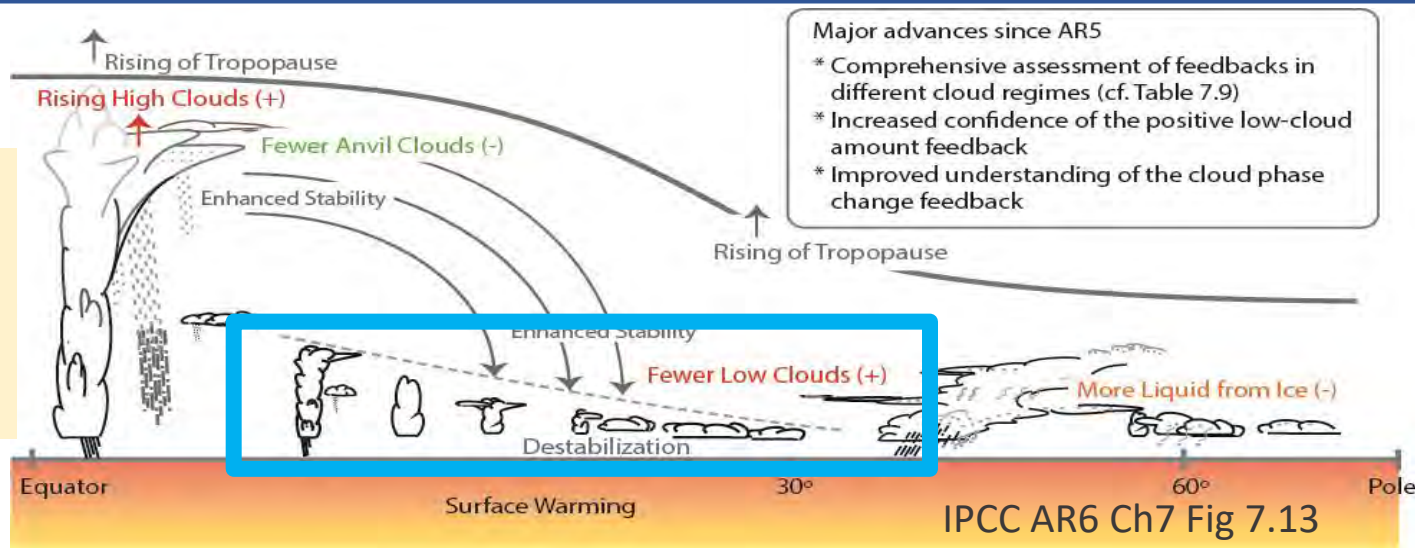 Rising of Tropopause
Rising High Clouds (+)
Fewer Anvil Clouds (-)
Enhanced Stability
Major advances since AR5
* Comprehensive assessment of feedbacks in
different cloud regimes (cf. Table 7.9)
* Increased confidence of the positive low-cloud
amount feedback
* Improved understanding of the cloud phase
change feedback
Rising of Tropopause
Enhanced Stability
Fewer Low Clouds (+)
More Liquid from Ice (-)
Destabilization
Equator
30°
60°
Pole
Surface Warming
IPCC AR6 Ch7 Fig 7.13